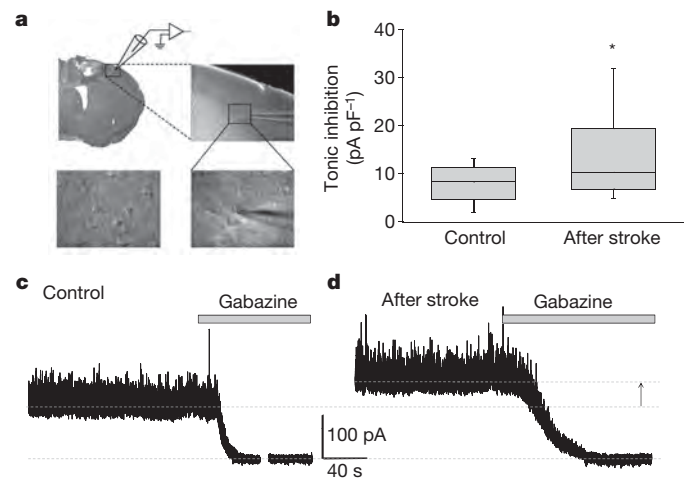 a
b
Tonic inhibition
(pA pF⁻¹)
40
30
20
10
0
*
Control
After stroke
c
Control
Gabazine
d
After stroke
Gabazine
100 pA
40 s